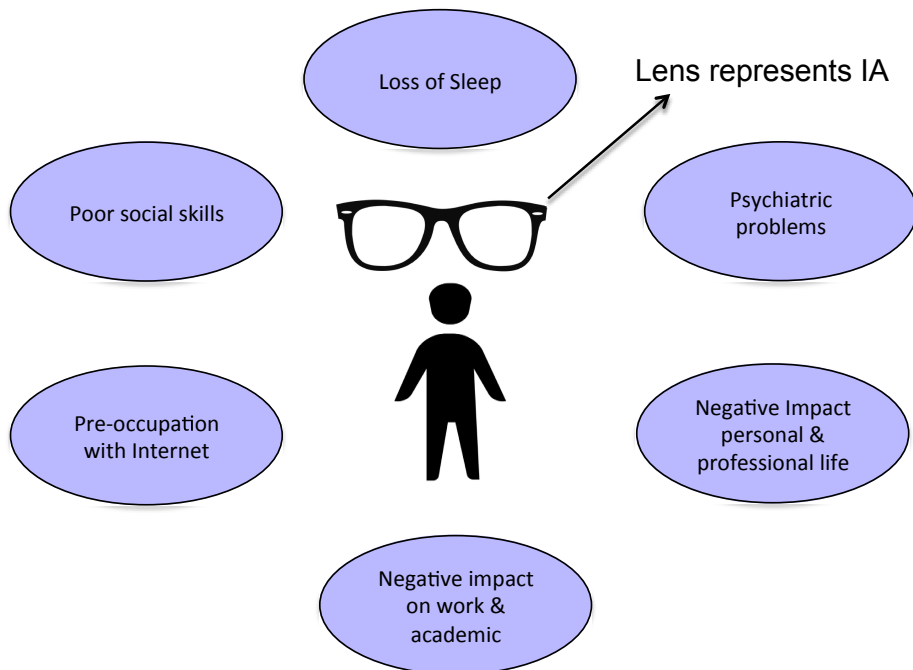 Loss of Sleep
Lens represents IA
Poor social skills
Psychiatric
problems
Pre-occupation
with Internet
Negative Impact
personal &
professional life
Negative impact
on work &
academic